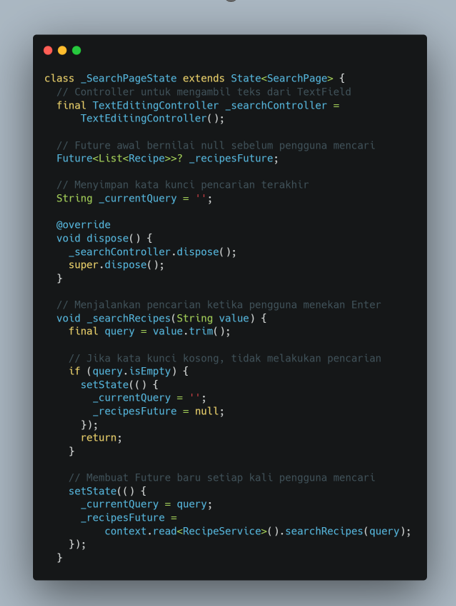 class _SearchPageState extends State<SearchPage> {
  // Controller untuk mengambil teks dari TextField
  final TextEditingController _searchController =
      TextEditingController();

  // Future awal bernilai null sebelum pengguna mencari
  Future<List<Recipe>>? _recipesFuture;

  // Menyimpan kata kunci pencarian terakhir
  String _currentQuery = '';

  @override
  void dispose() {
    _searchController.dispose();
    super.dispose();
  }

  // Menjalankan pencarian ketika pengguna menekan Enter
  void _searchRecipes(String value) {
    final query = value.trim();

    // Jika kata kunci kosong, tidak melakukan pencarian
    if (query.isEmpty) {
      setState(() {
        _currentQuery = '';
        _recipesFuture = null;
      });
      return;
    }

    // Membuat Future baru setiap kali pengguna mencari
    setState(() {
      _currentQuery = query;
      _recipesFuture =
          context.read<RecipeService>().searchRecipes(query);
    });
  }